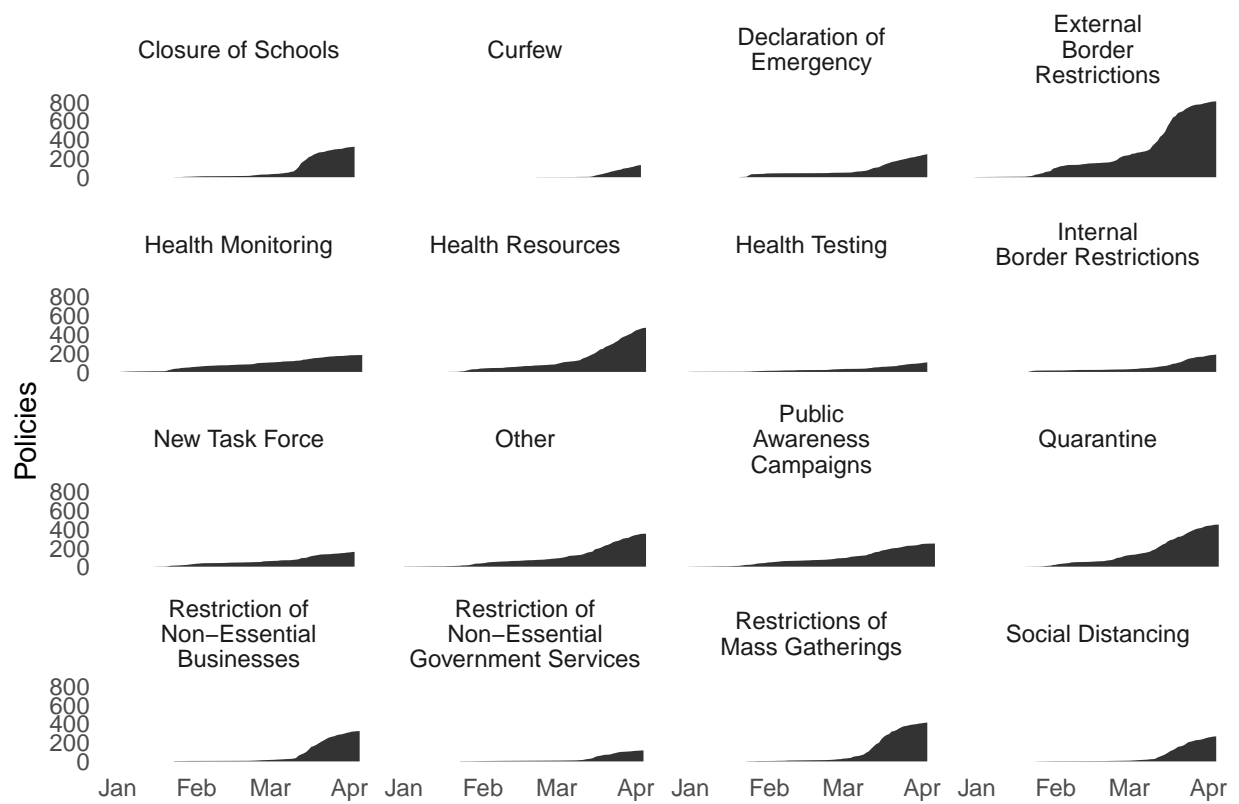 Closure of Schools
Curfew
Declaration of
Emergency
External
Border
Restrictions
800
600
400
200
0
Health Monitoring
Health Resources
Health Testing
Internal
Border Restrictions
800
600
400
200
0
Policies
New Task Force
Other
Public
Awareness
Campaigns
Quarantine
800
600
400
200
0
Restriction of
Non−Essential
Businesses
Restriction of
Non−Essential
Government Services
Restrictions of
Mass Gatherings
Social Distancing
800
600
400
200
0
Jan Feb Mar Apr Jan Feb Mar Apr Jan Feb Mar Apr Jan Feb Mar Apr